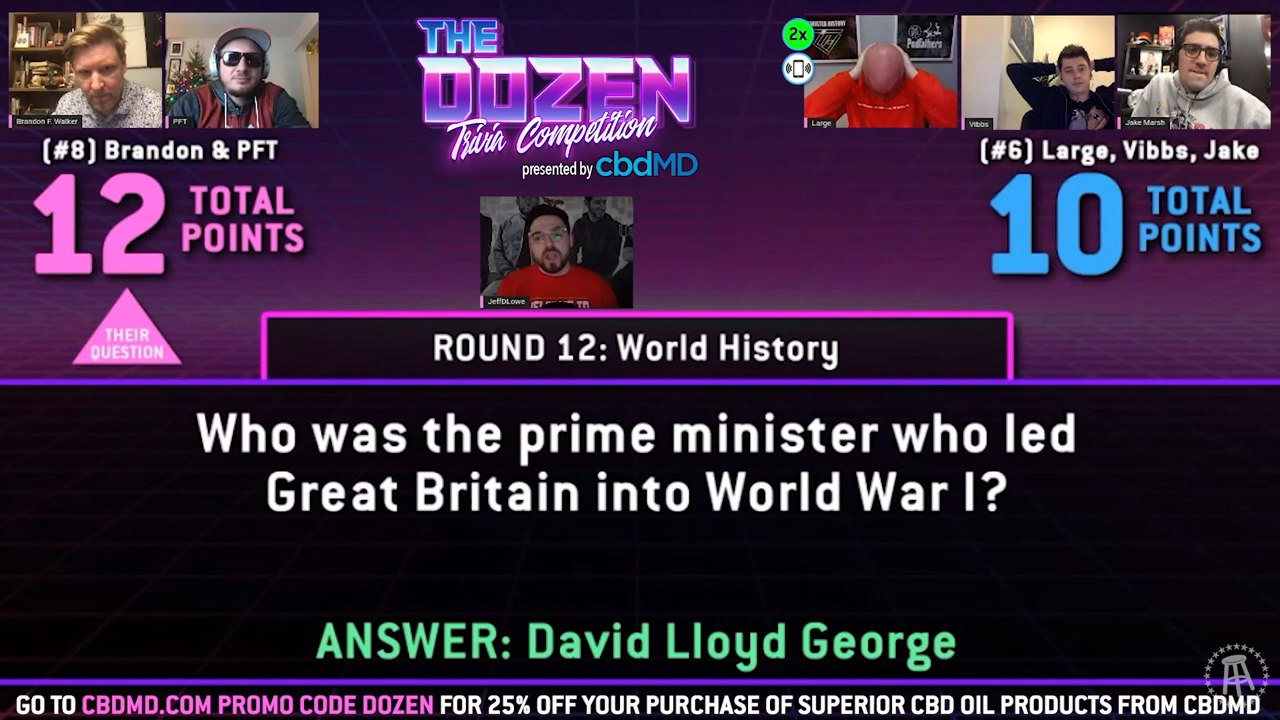 Brandon F. Walker
PFT
THE
DOZEN
Trivia Competition
presented by cbdMD
2x
Podfathers
Large
Vibbs
Jake Marsh
(#8) Brandon & PFT
12 TOTAL POINTS
(#6) Large, Vibbs, Jake
10 TOTAL POINTS
JeffDLowe
THEIR
QUESTION
ROUND 12: World History
Who was the prime minister who led
Great Britain into World War I?
ANSWER: David Lloyd George
GO TO CBDMD.COM PROMO CODE DOZEN FOR 25% OFF YOUR PURCHASE OF SUPERIOR CBD OIL PRODUCTS FROM CBDMD